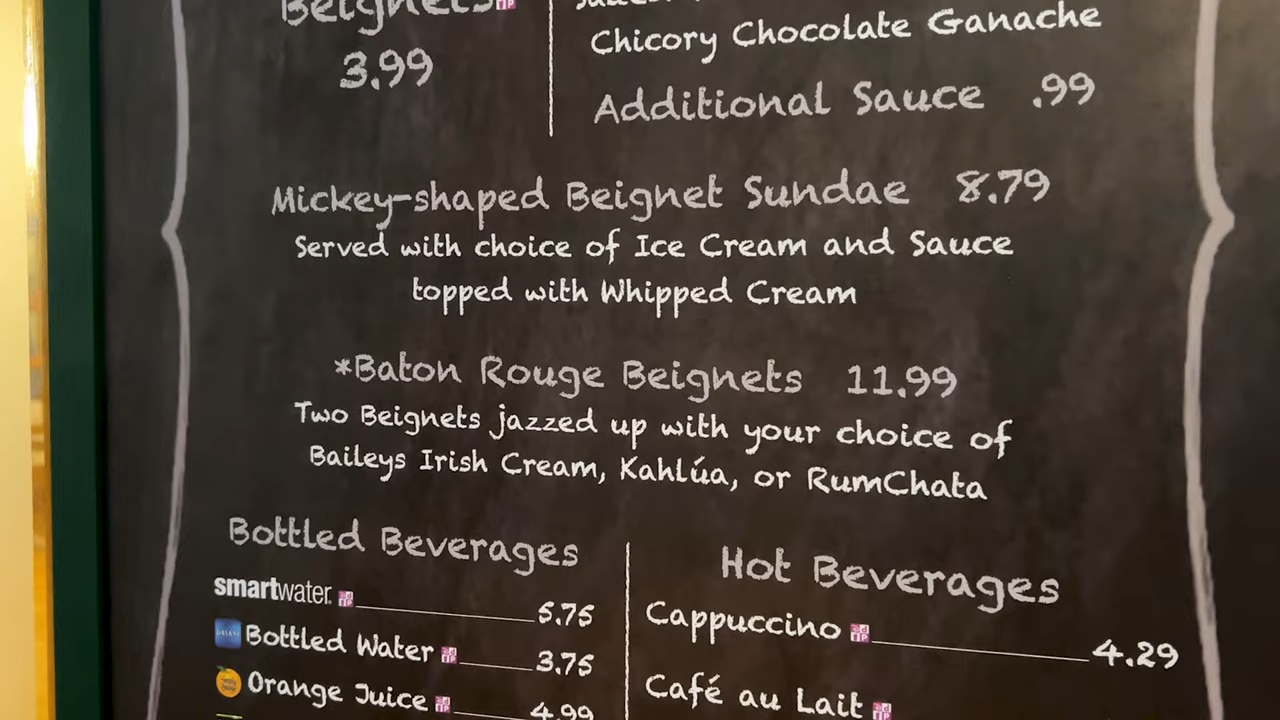 Beignets
3.99
Chicory Chocolate Ganache
Additional Sauce .99
Mickey-shaped Beignet Sundae 8.79
Served with choice of Ice Cream and Sauce
topped with Whipped Cream
*Baton Rouge Beignets 11.99
Two Beignets jazzed up with your choice of
Baileys Irish Cream, Kahlúa, or RumChata
Bottled Beverages
smartwater. 5.75
Bottled Water 3.75
Orange Juice 4.99
Hot Beverages
Cappuccino 4.29
Café au Lait